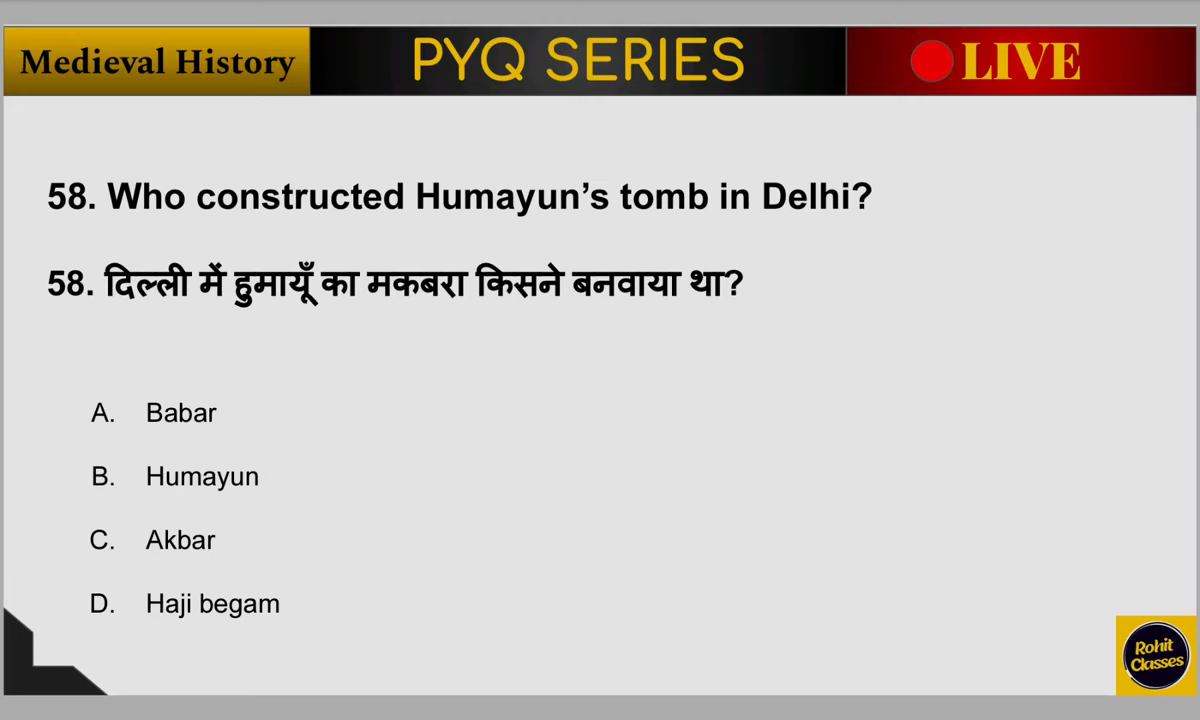 Medieval History
PYQ SERIES
LIVE
58. Who constructed Humayun’s tomb in Delhi?
58. दिल्ली में हुमायूँ का मकबरा किसने बनवाया था?
A. Babar
B. Humayun
C. Akbar
D. Haji begam
Rohit
Classes